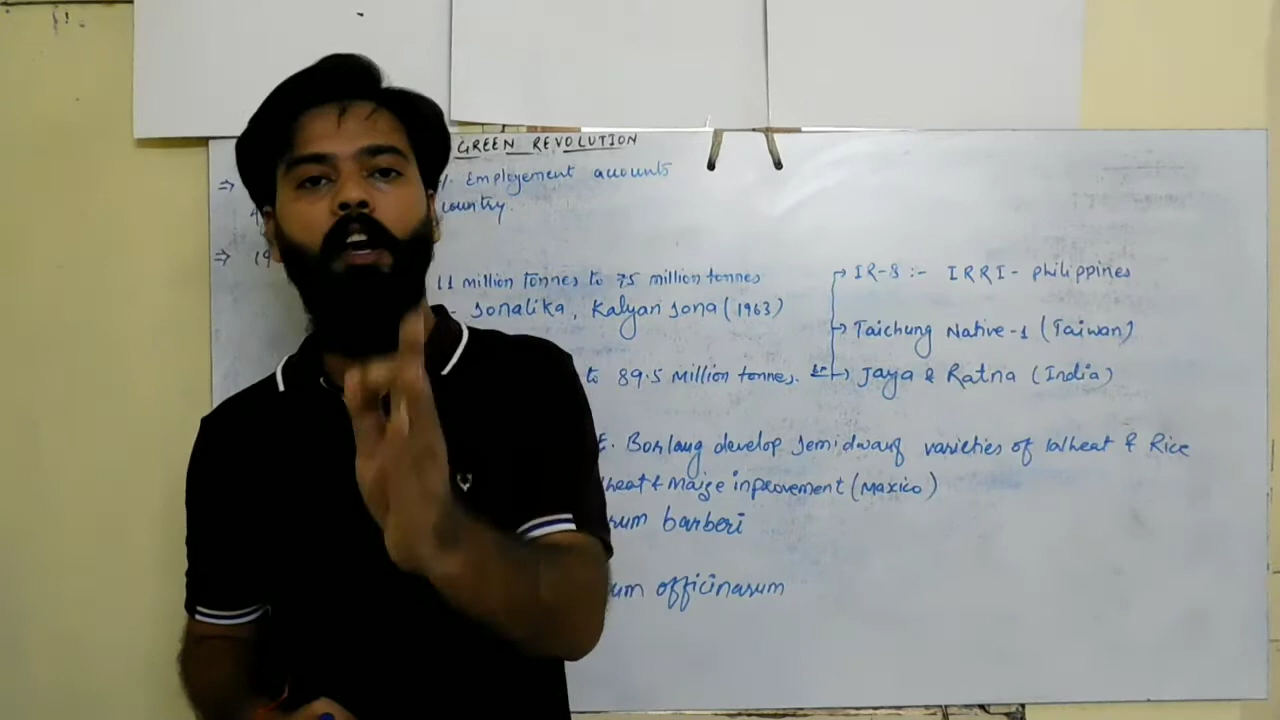 GREEN REVOLUTION
⇒ 4 %. Employement accounts
country.
⇒ 19
11 million tonnes to 75 million tonnes
- Sonalika, Kalyan Sona (1963)
to 89.5 Million tonnes.
→ IR-8 :- IRRI - Philippines
→ Taichung Native-1 (Taiwan)
→ Jaya & Ratna (India)
E. Borlaug develop Semidwarf varieties of Wheat & Rice
heat & Maize inprovement (Maxico)
rum barberi
um officinarum